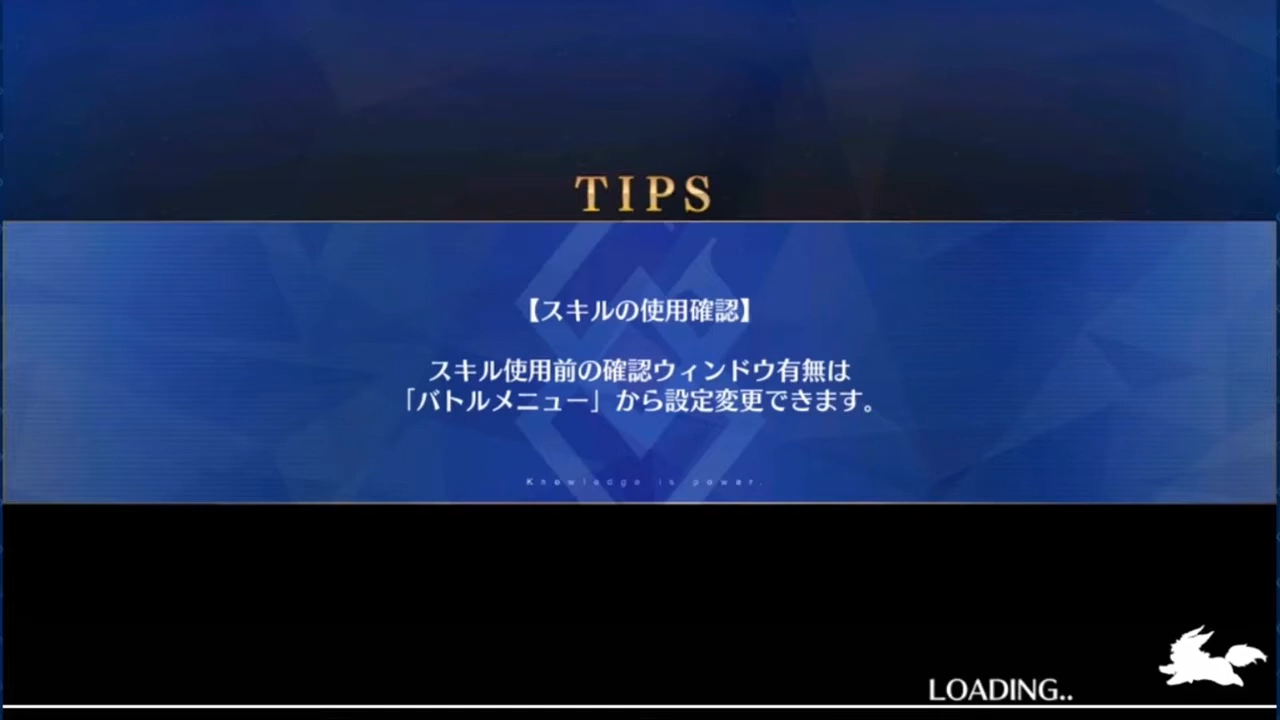 TIPS
【スキルの使用確認】
スキル使用前の確認ウィンドウ有無は
「バトルメニュー」から設定変更できます。
Knowledge is power.
LOADING..